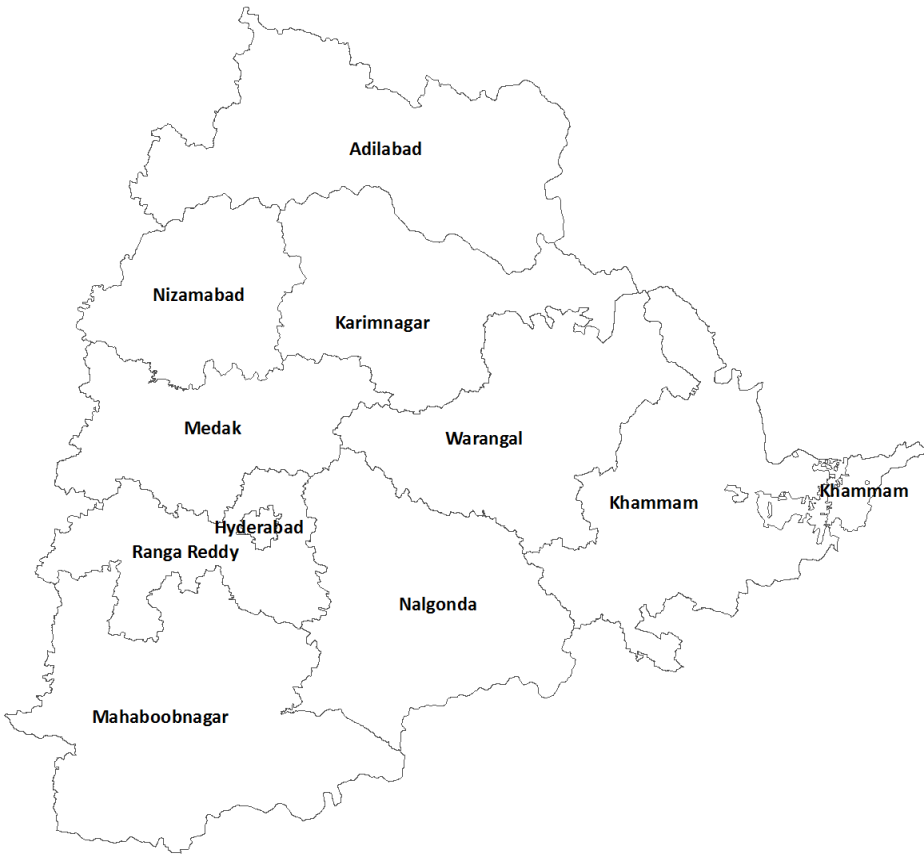 Adilabad
Nizamabad
Karimnagar
Medak
Warangal
Khammam
Khammam
Hyderabad
Ranga Reddy
Nalgonda
Mahaboobnagar